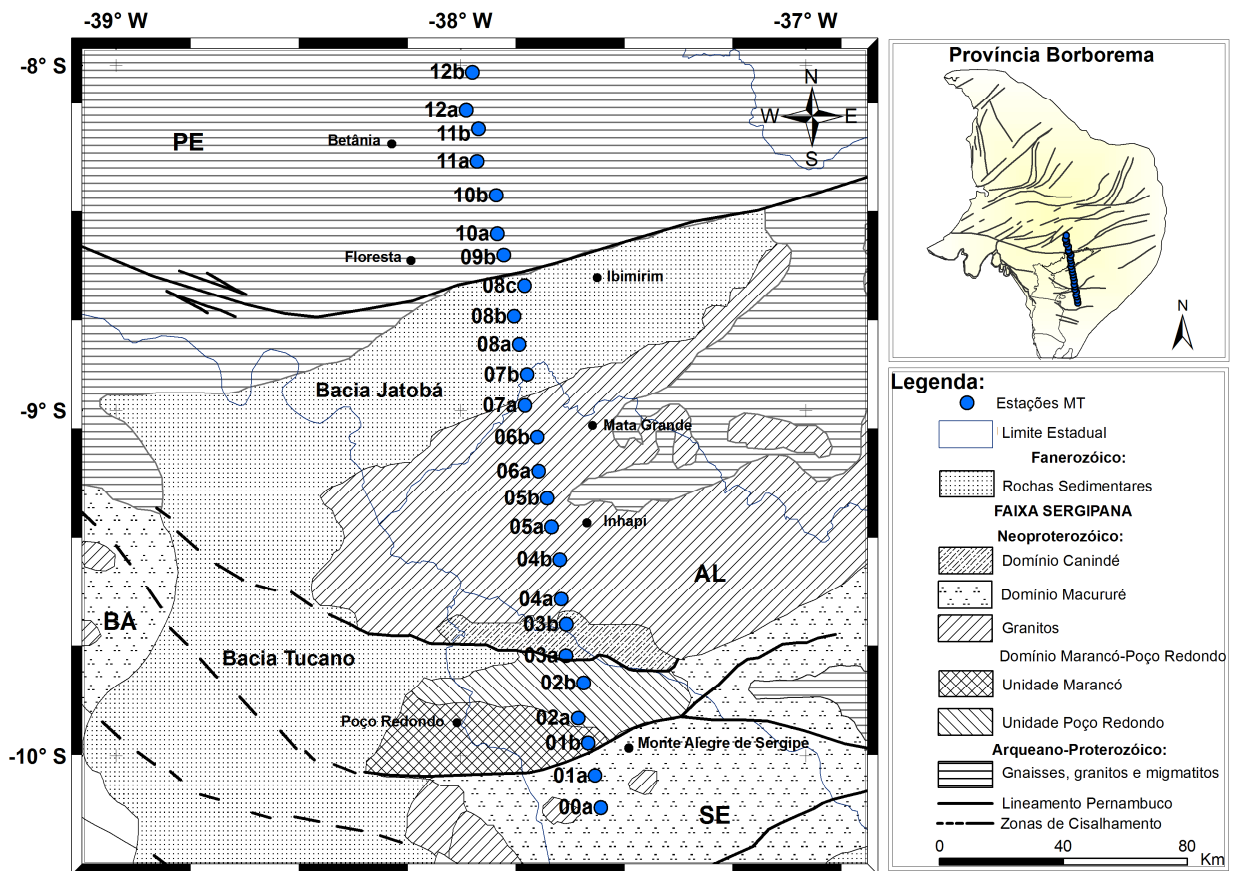 -39° W
-38° W
-37° W
-8° S
12b
N
12a
W
E
11b
Betânia
PE
S
11a
10b
10a
Floresta
09b
Ibimirim
08c
08b
08a
07b
Bacia Jatobá
-9° S
07a
Mata Grande
06b
06a
05b
05a
Inhapi
04b
AL
04a
BA
03b
Bacia Tucano
03a
02b
Poço Redondo
02a
01b
Monte Alegre de Sergipe
-10° S
01a
00a
SE
Província Borborema
N
Legenda:
Estações MT
Limite Estadual
Fanerozóico:
Rochas Sedimentares
FAIXA SERGIPANA
Neoproterozóico:
Domínio Canindé
Domínio Macururé
Granitos
Domínio Marancó-Poço Redondo
Unidade Marancó
Unidade Poço Redondo
Arqueano-Proterozóico:
Gnaisses, granitos e migmatitos
Lineamento Pernambuco
Zonas de Cisalhamento
0 40 80
Km